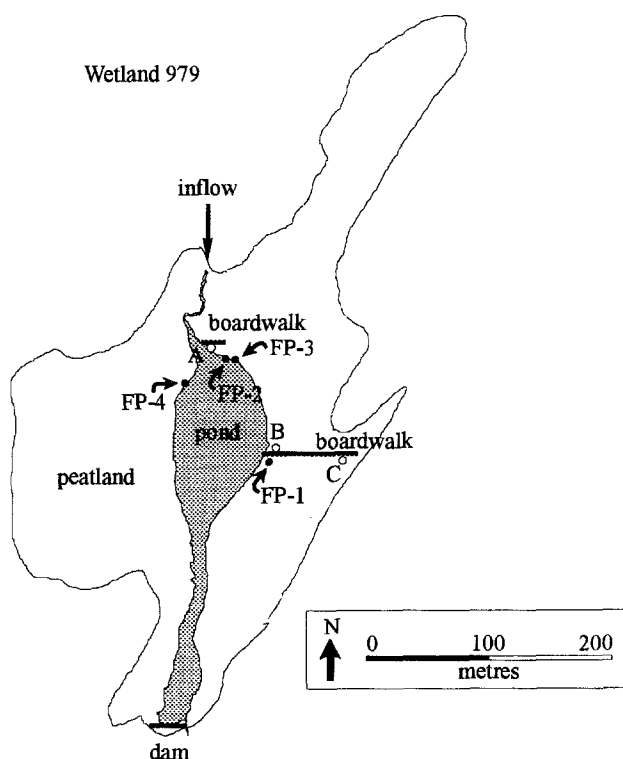 Wetland 979
inflow
boardwalk
A
FP-3
FP-4
FP-2
pond
B
boardwalk
peatland
C
FP-1
N
0 100 200
metres
dam